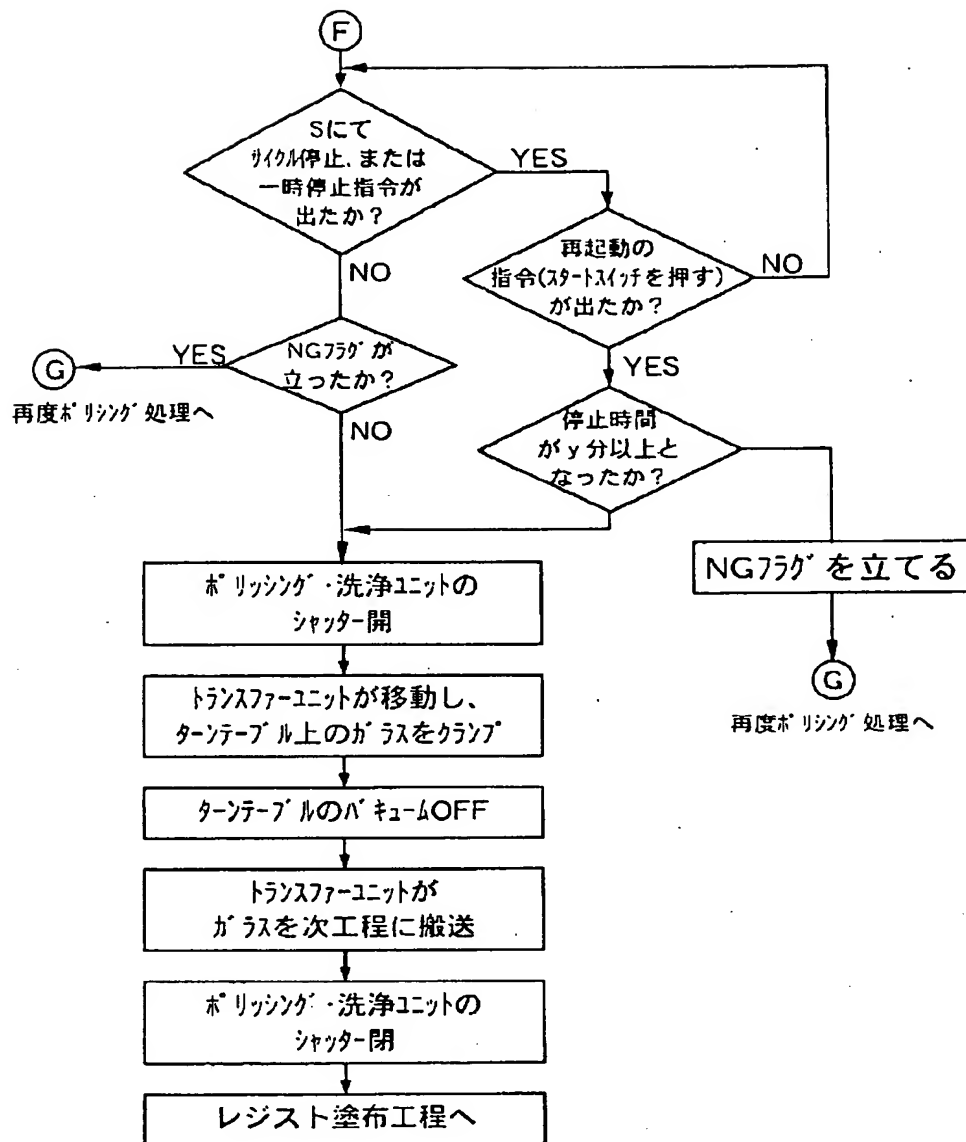 F
Sにて
ｻｲｸﾙ停止、または
一時停止指令が
出たか？
YES
NO
再起動の
指令(ｽﾀｰﾄｽｲｯﾁを押す)
が出たか？
NO
YES
NGﾌﾗｸﾞが
立ったか？
YES
NO
G
再度ﾎﾟﾘｼﾝｸﾞ処理へ
停止時間
がｙ分以上と
なったか？
NGﾌﾗｸﾞを立てる
G
再度ﾎﾟﾘｼﾝｸﾞ処理へ
ﾎﾟﾘｯｼﾝｸﾞ・洗浄ﾕﾆｯﾄの
ｼｬｯﾀｰ開
ﾄﾗﾝｽﾌｧｰﾕﾆｯﾄが移動し、
ﾀｰﾝﾃｰﾌﾞﾙ上のｶﾞﾗｽをｸﾗﾝﾌﾟ
ﾀｰﾝﾃｰﾌﾞﾙのﾊﾞｷｭｰﾑOFF
ﾄﾗﾝｽﾌｧｰﾕﾆｯﾄが
ｶﾞﾗｽを次工程に搬送
ﾎﾟﾘｯｼﾝｸﾞ・洗浄ﾕﾆｯﾄの
ｼｬｯﾀｰ閉
レジスト塗布工程へ